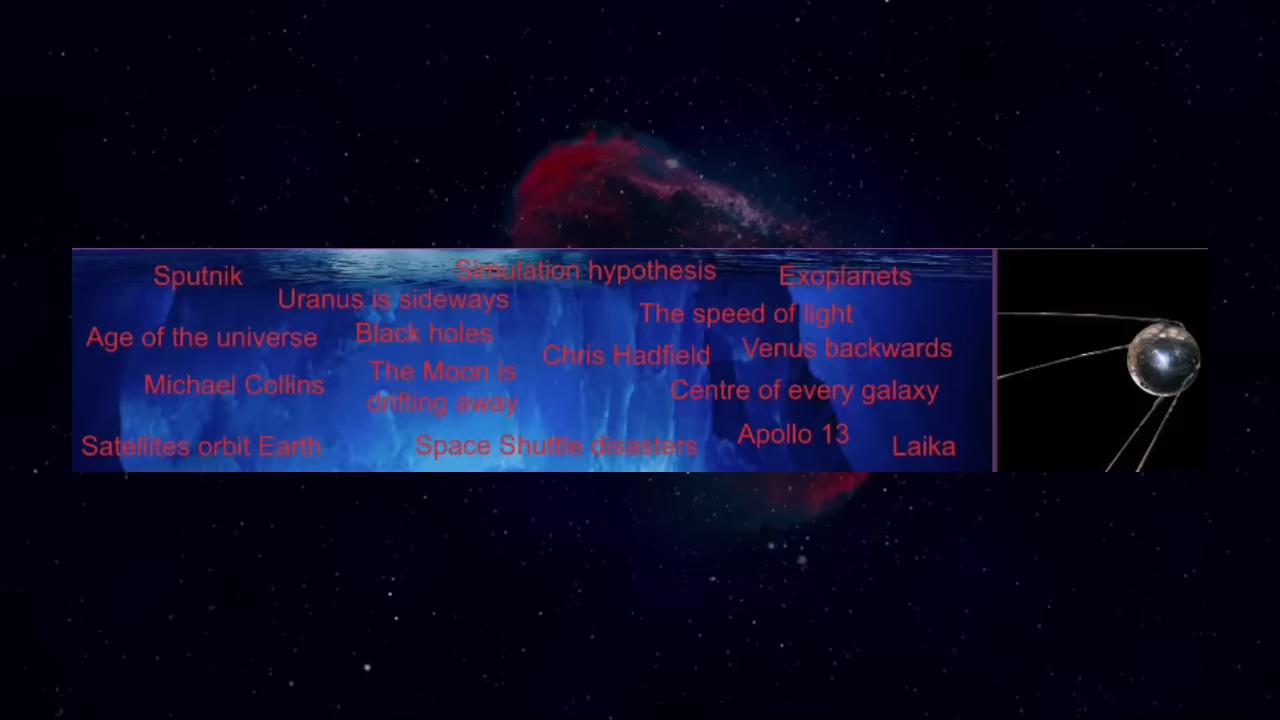 Sputnik
Simulation hypothesis
Exoplanets
Uranus is sideways
The speed of light
Age of the universe
Black holes
Chris Hadfield
Venus backwards
Michael Collins
The Moon is
drifting away
Centre of every galaxy
Satellites orbit Earth
Space Shuttle disasters
Apollo 13
Laika